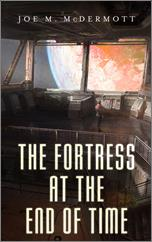 JOE M. McDERMOTT
THE FORTRESS
AT THE
END OF TIME